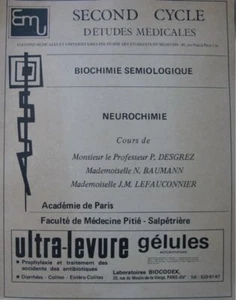 emu
SECOND CYCLE
D'ETUDES MEDICALES
BIOCHIMIE SEMIOLOGIQUE
NEUROCHIMIE
Cours de
Monsieur le Professeur P. DESGREZ
Mademoiselle N. BAUMANN
Mademoiselle J.M. LEFAUCONNIER
Académie de Paris
Faculté de Médecine Pitié - Salpêtrière
ultra-levure gélules
Prophylaxie et traitement des
accidents des antibiotiques
Diarrhées - Colites - Entéro-Colites
Laboratoires BIOCODEX